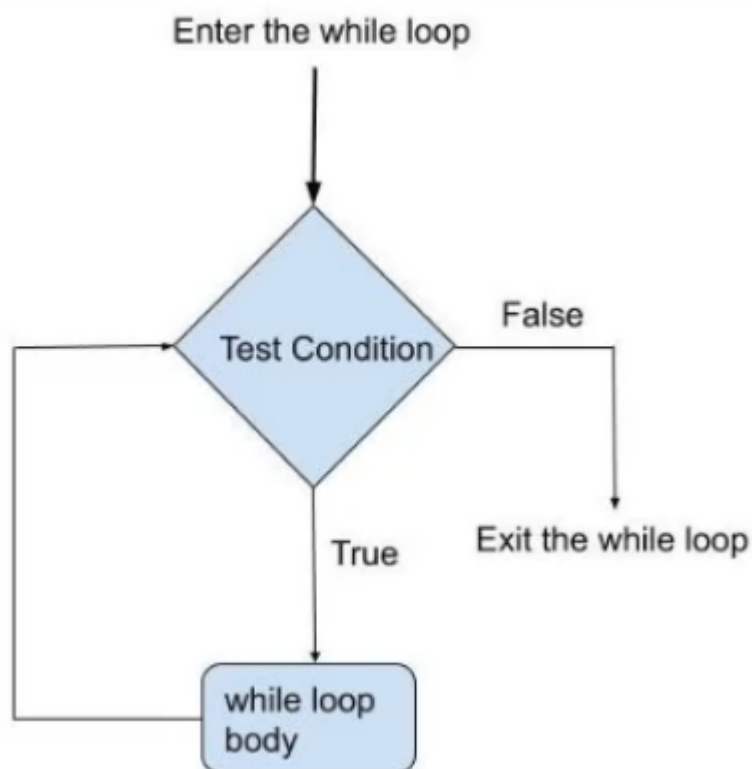 Enter the while loop
Test Condition
False
True
Exit the while loop
while loop
body